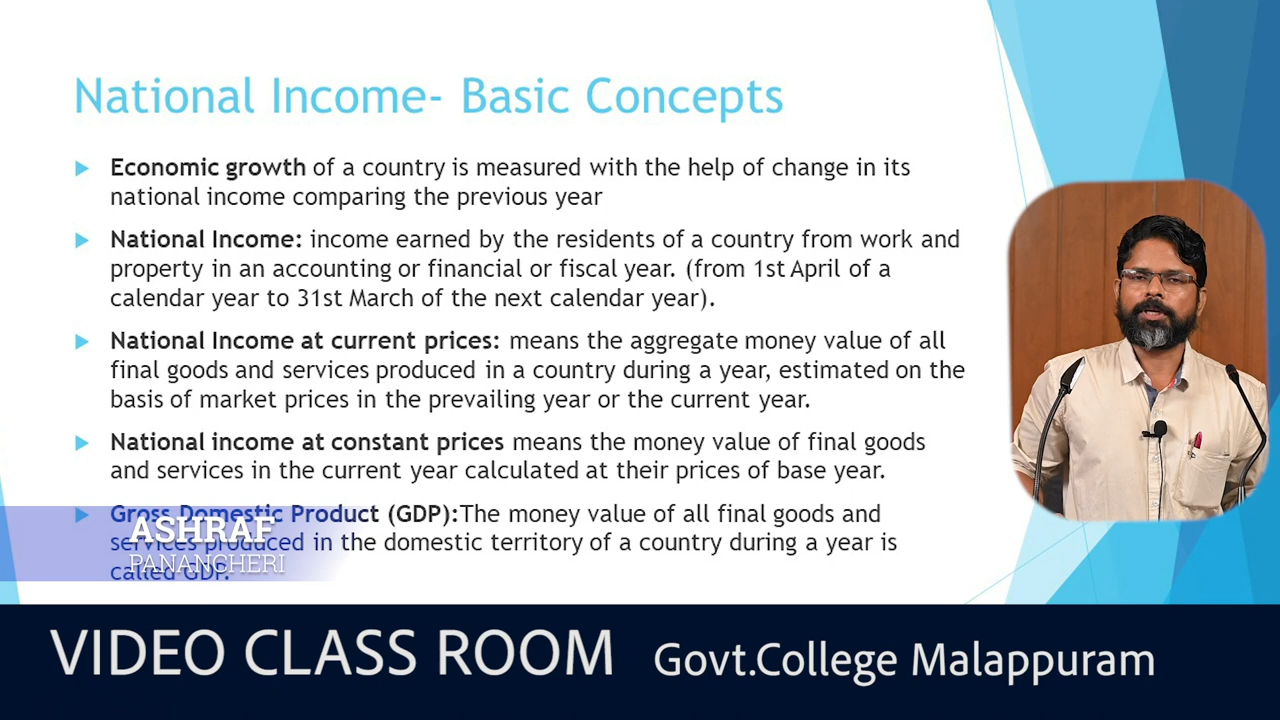 National Income- Basic Concepts
Economic growth of a country is measured with the help of change in its
national income comparing the previous year
National Income: income earned by the residents of a country from work and
property in an accounting or financial or fiscal year. (from 1st April of a
calendar year to 31st March of the next calendar year).
National Income at current prices: means the aggregate money value of all
final goods and services produced in a country during a year, estimated on the
basis of market prices in the prevailing year or the current year.
National income at constant prices means the money value of final goods
and services in the current year calculated at their prices of base year.
Gross Domestic Product (GDP):The money value of all final goods and
services produced in the domestic territory of a country during a year is
called GDP.
ASHRAF
PANANCHERI
VIDEO CLASS ROOM Govt.College Malappuram